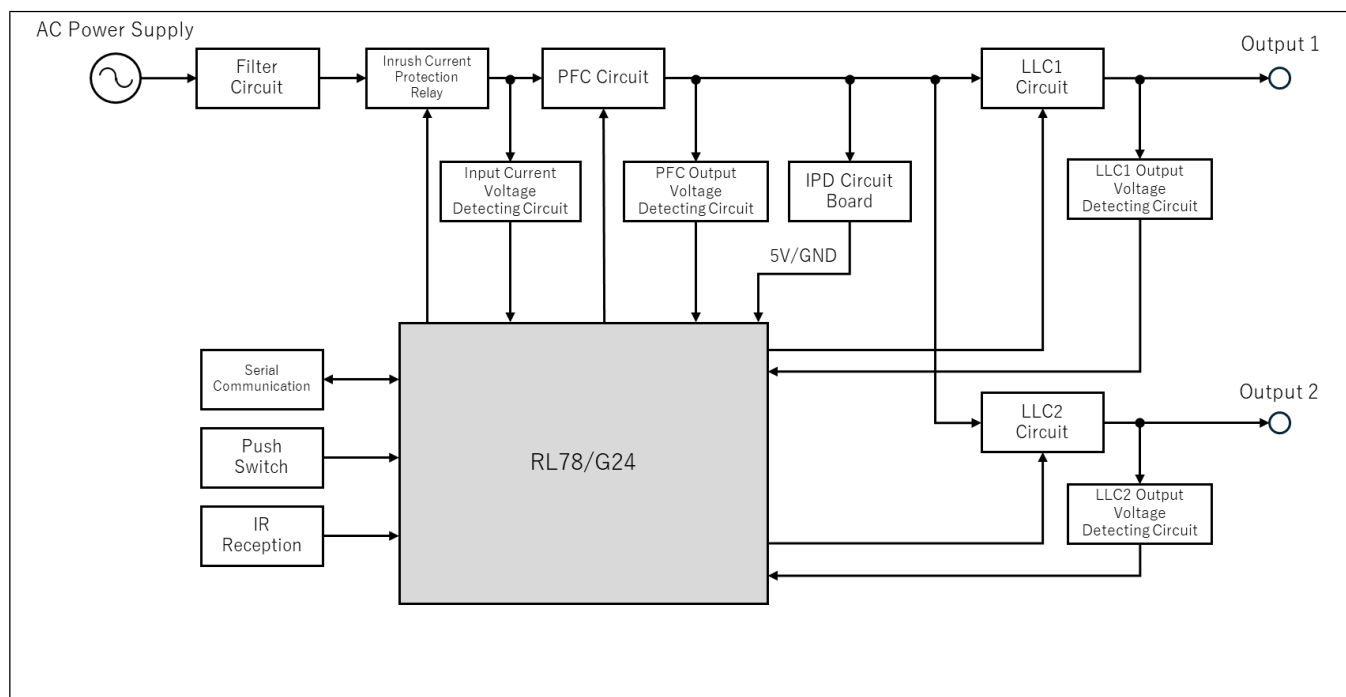 AC Power Supply
Filter
Circuit
Inrush Current
Protection
Relay
PFC Circuit
LLC1
Circuit
Output 1
Input Current
Voltage
Detecting Circuit
PFC Output
Voltage
Detecting Circuit
IPD Circuit
Board
LLC1 Output
Voltage
Detecting Circuit
5V/GND
Serial
Communication
Push
Switch
IR
Reception
RL78/G24
LLC2
Circuit
Output 2
LLC2 Output
Voltage
Detecting Circuit